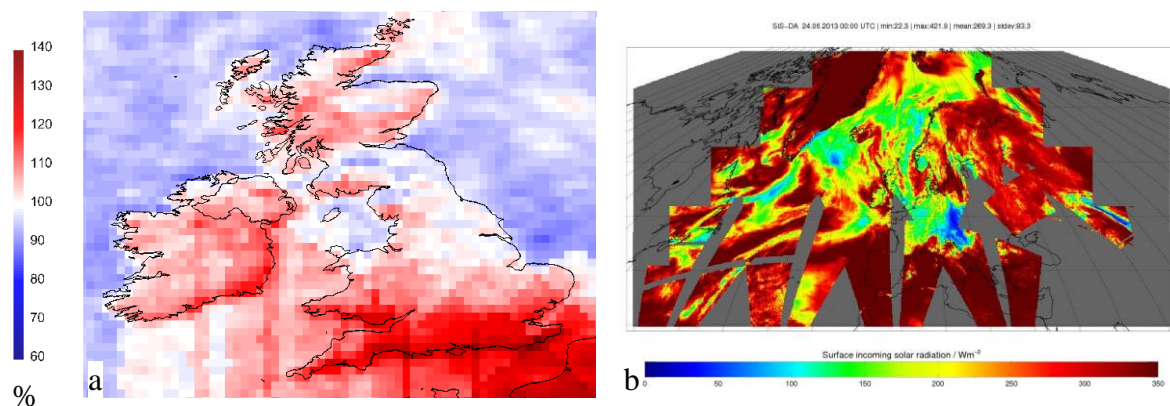 140
130
120
110
100
90
80
70
60
%
a
SIS-DA 24.06.2013 00:00 UTC | min:22.3 | max:421.9 | mean:269.3 | stdev:83.3
Surface incoming solar radiation / Wm⁻²
0 50 100 150 200 250 300 350
b